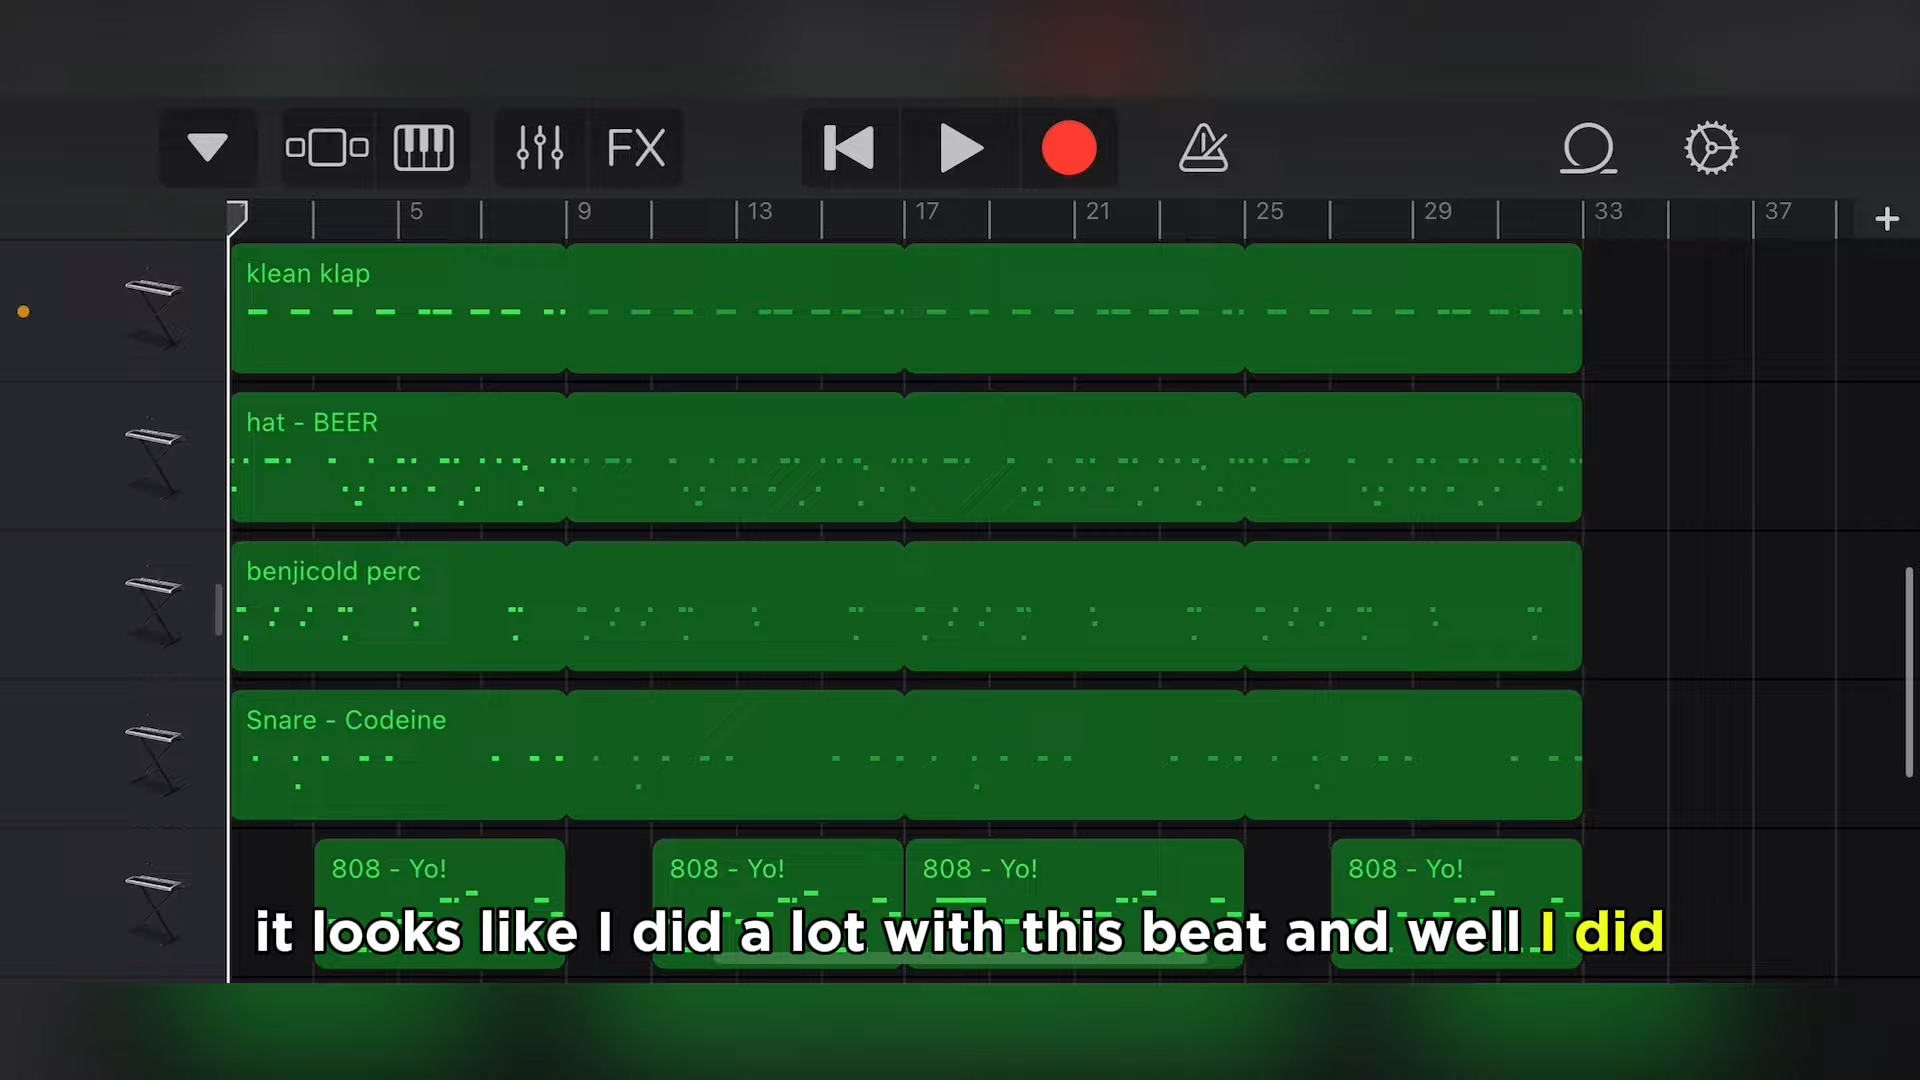 FX
5 9 13 17 21 25 29 33 37 +
klean klap
hat - BEER
benjicold perc
Snare - Codeine
808 - Yo! 808 - Yo! 808 - Yo! 808 - Yo!
it looks like I did a lot with this beat and well I did